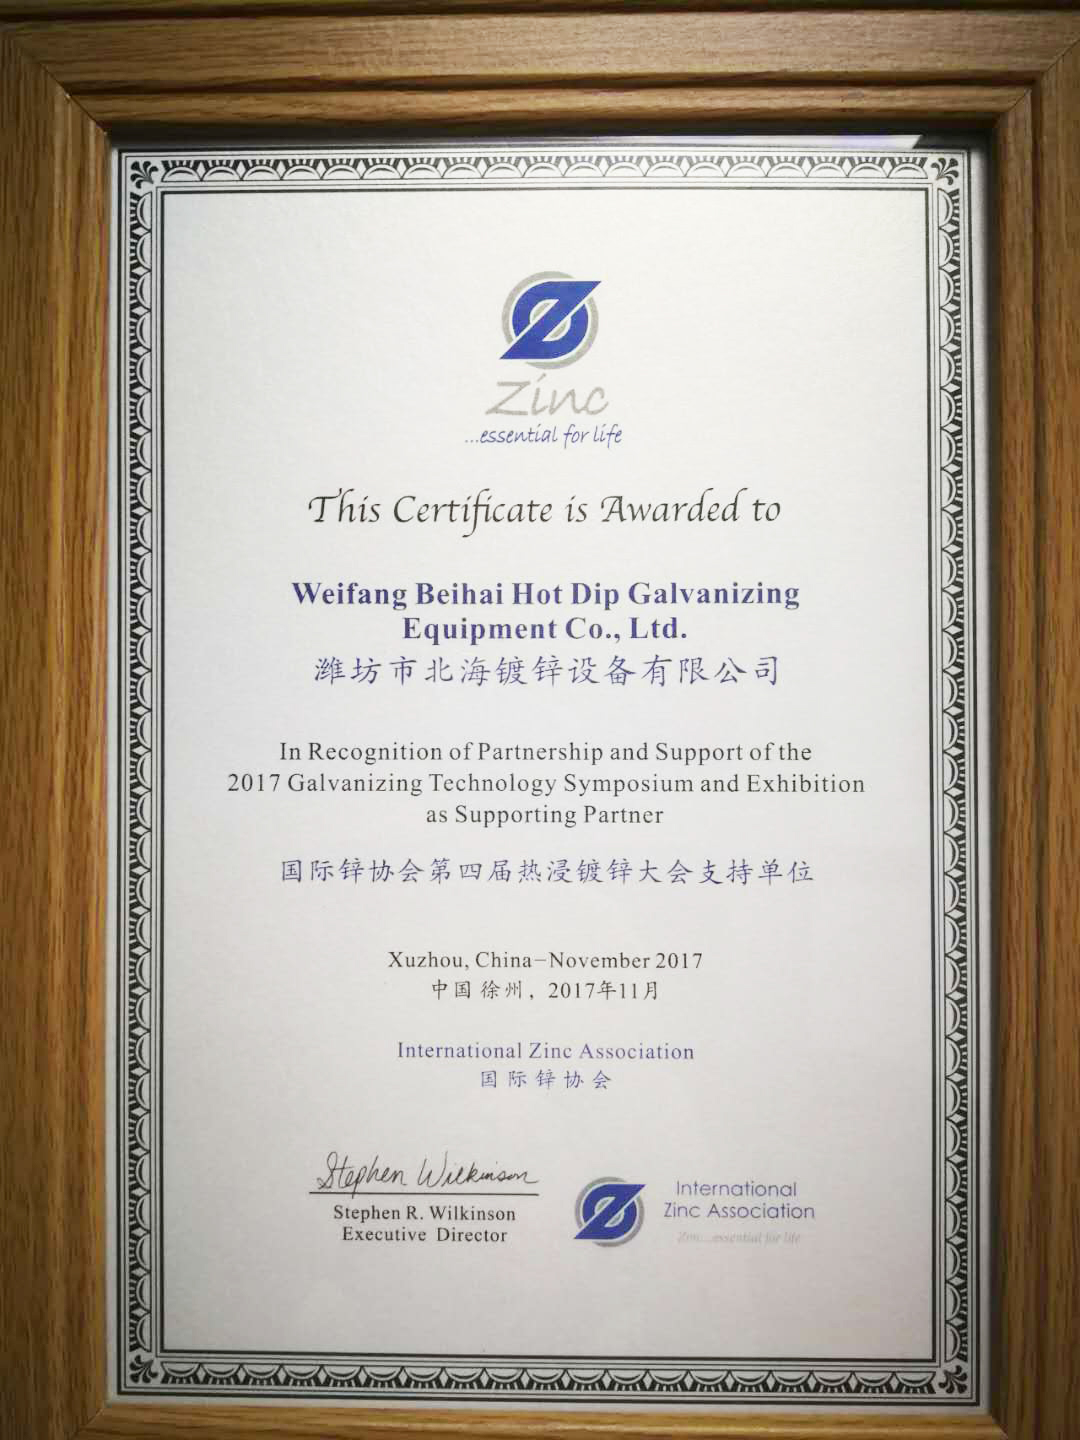 Zinc
...essential for life
This Certificate is Awarded to
Weifang Beihai Hot Dip Galvanizing
Equipment Co., Ltd.
潍坊市北海镀锌设备有限公司
In Recognition of Partnership and Support of the
2017 Galvanizing Technology Symposium and Exhibition
as Supporting Partner
国际锌协会第四届热浸镀锌大会支持单位
Xuzhou, China-November 2017
中国 徐州，2017年11月
International Zinc Association
国际锌协会
Stephen Wilkinson
Stephen R. Wilkinson
Executive Director
International
Zinc Association
Zinc...essential for life